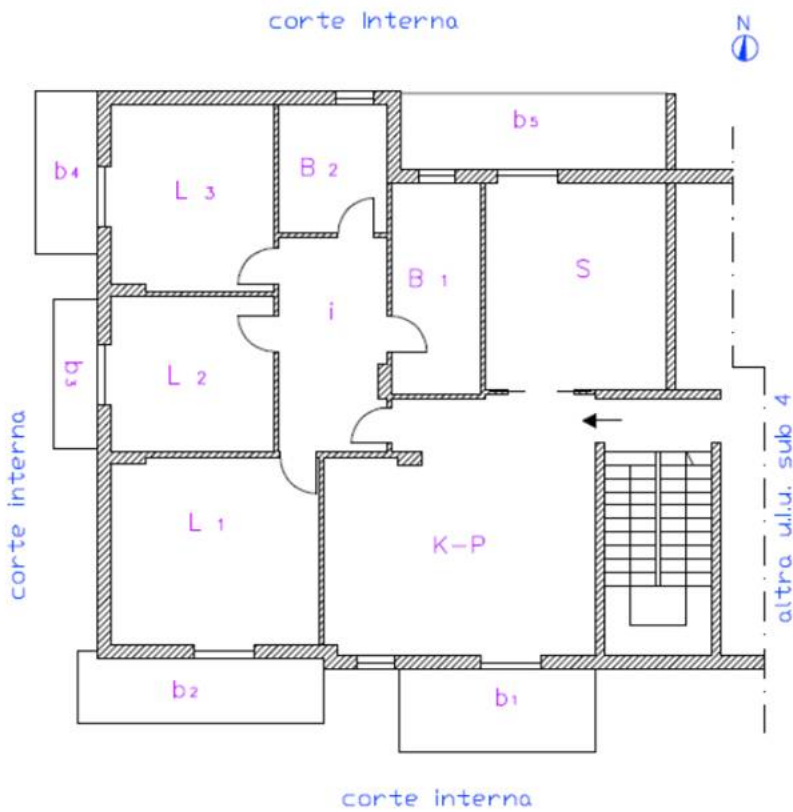 corte Interna
N
b5
b4
L 3
B 2
B 1
S
i
b3
L 2
corte interna
L 1
K-P
altra u.i.u. sub 4
b2
b1
corte interna